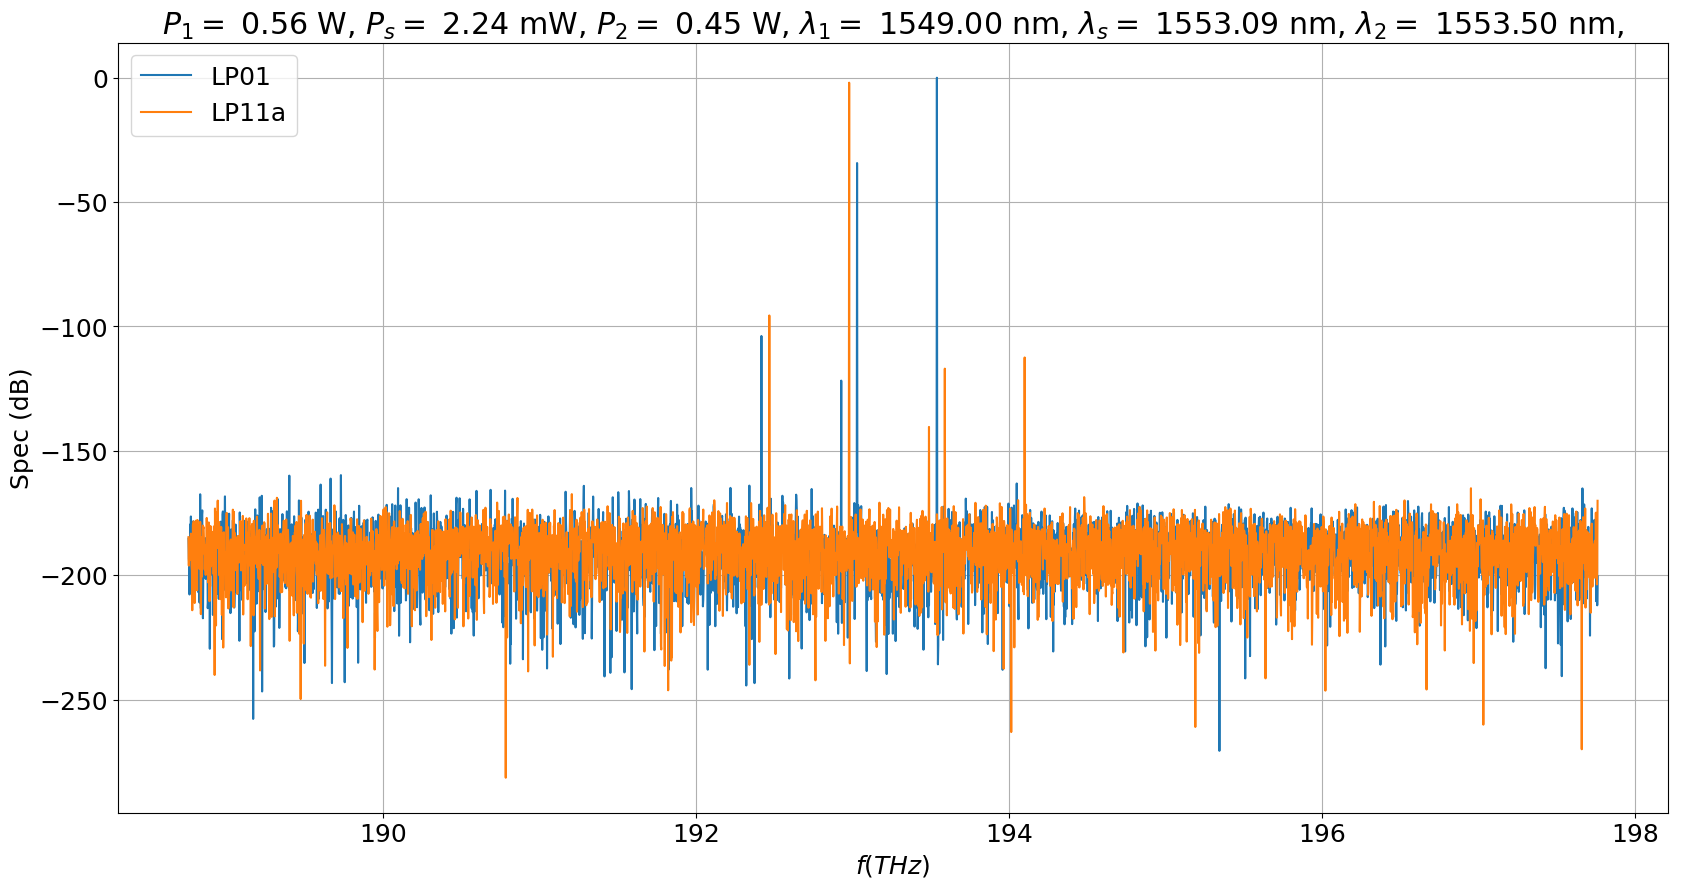 P₁ = 0.56 W, Pₛ = 2.24 mW, P₂ = 0.45 W, λ₁ = 1549.00 nm, λₛ = 1553.09 nm, λ₂ = 1553.50 nm,
LP01
LP11a
0
−50
−100
−150
−200
−250
Spec (dB)
190 192 194 196 198
f(THz)